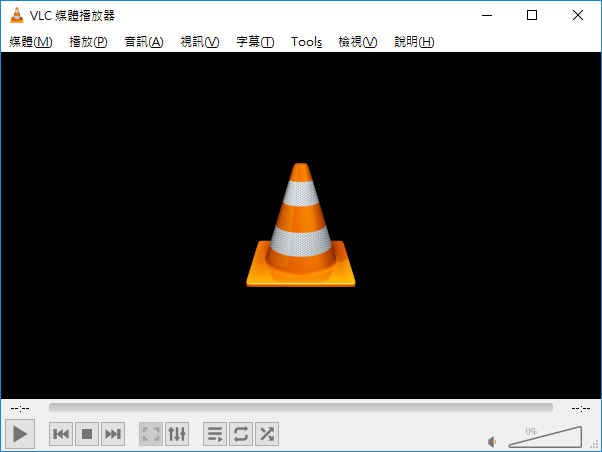 VLC 媒體播放器
媒體(M) 播放(P) 音訊(A) 視訊(V) 字幕(T) Tools 檢視(V) 說明(H)
--:-- --:--
0%